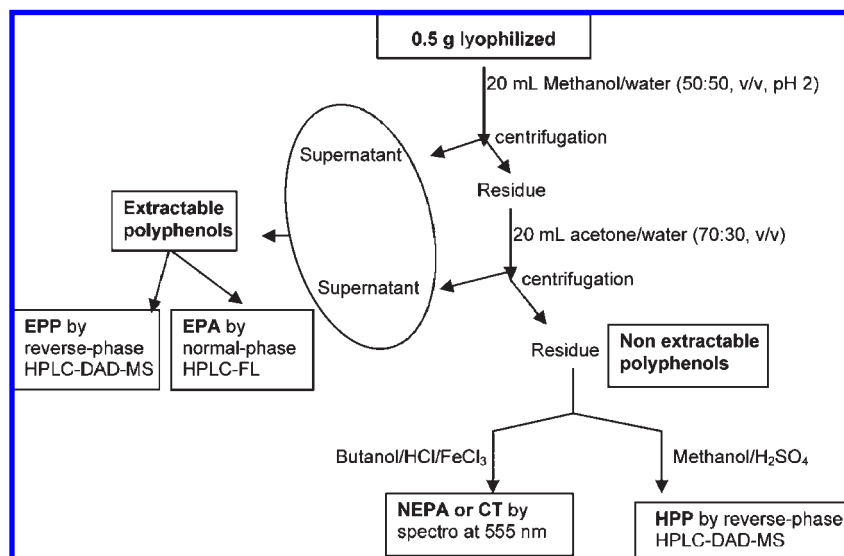 0.5 g lyophilized
20 mL Methanol/water (50:50, v/v, pH 2)
centrifugation
Supernatant
Residue
Extractable
polyphenols
20 mL acetone/water (70:30, v/v)
centrifugation
Supernatant
EPP by
reverse-phase
HPLC-DAD-MS
EPA by
normal-phase
HPLC-FL
Residue
Non extractable
polyphenols
Butanol/HCl/FeCl₃
Methanol/H₂SO₄
NEPA or CT by
spectro at 555 nm
HPP by reverse-phase
HPLC-DAD-MS